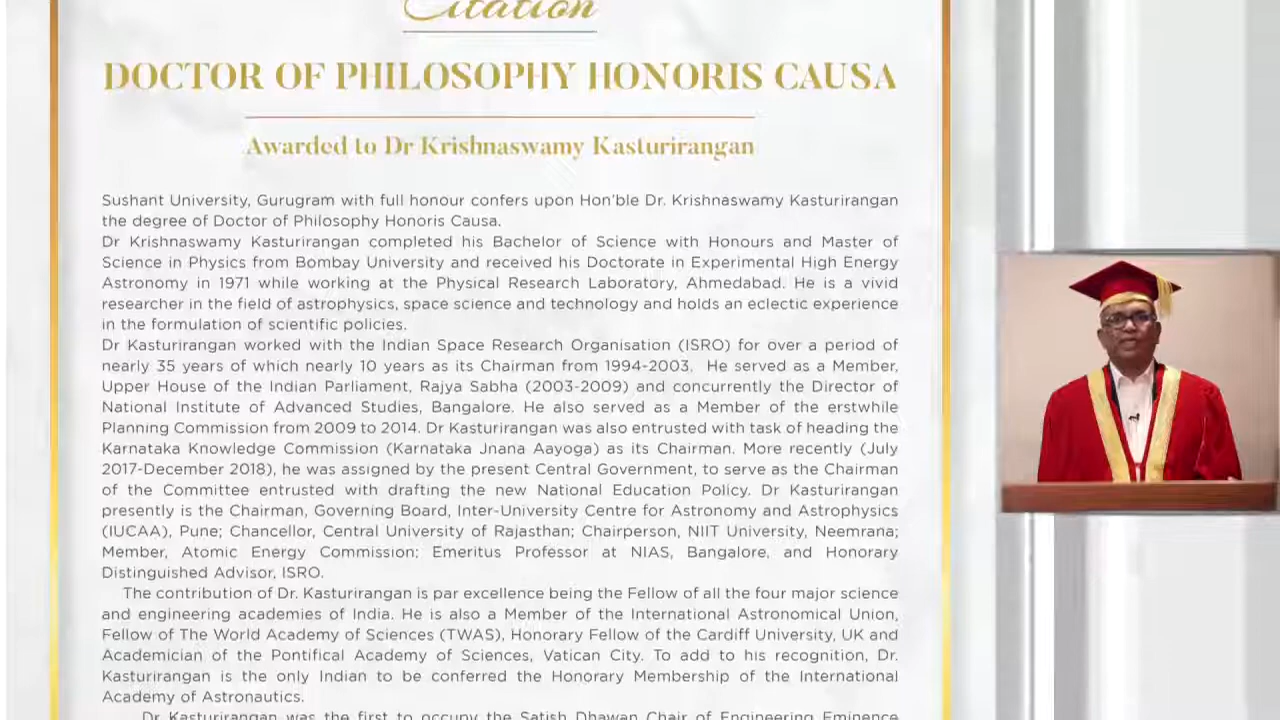 Citation
DOCTOR OF PHILOSOPHY HONORIS CAUSA
Awarded to Dr Krishnaswamy Kasturirangan
Sushant University, Gurugram with full honour confers upon Hon'ble Dr. Krishnaswamy Kasturirangan
the degree of Doctor of Philosophy Honoris Causa.
Dr Krishnaswamy Kasturirangan completed his Bachelor of Science with Honours and Master of
Science in Physics from Bombay University and received his Doctorate in Experimental High Energy
Astronomy in 1971 while working at the Physical Research Laboratory, Ahmedabad. He is a vivid
researcher in the field of astrophysics, space science and technology and holds an eclectic experience
in the formulation of scientific policies.
Dr Kasturirangan worked with the Indian Space Research Organisation (ISRO) for over a period of
nearly 35 years of which nearly 10 years as its Chairman from 1994-2003. He served as a Member,
Upper House of the Indian Parliament, Rajya Sabha (2003-2009) and concurrently the Director of
National Institute of Advanced Studies, Bangalore. He also served as a Member of the erstwhile
Planning Commission from 2009 to 2014. Dr Kasturirangan was also entrusted with task of heading the
Karnataka Knowledge Commission (Karnataka Jnana Aayoga) as its Chairman. More recently (July
2017-December 2018), he was assigned by the present Central Government, to serve as the Chairman
of the Committee entrusted with drafting the new National Education Policy. Dr Kasturirangan
presently is the Chairman, Governing Board, Inter-University Centre for Astronomy and Astrophysics
(IUCAA), Pune; Chancellor, Central University of Rajasthan; Chairperson, NIIT University, Neemrana;
Member, Atomic Energy Commission; Emeritus Professor at NIAS, Bangalore, and Honorary
Distinguished Advisor, ISRO.
The contribution of Dr. Kasturirangan is par excellence being the Fellow of all the four major science
and engineering academies of India. He is also a Member of the International Astronomical Union,
Fellow of The World Academy of Sciences (TWAS), Honorary Fellow of the Cardiff University, UK and
Academician of the Pontifical Academy of Sciences, Vatican City. To add to his recognition, Dr.
Kasturirangan is the only Indian to be conferred the Honorary Membership of the International
Academy of Astronautics.
Dr Kasturirangan was the first to occupy the Satish Dhawan Chair of Engineering Eminence